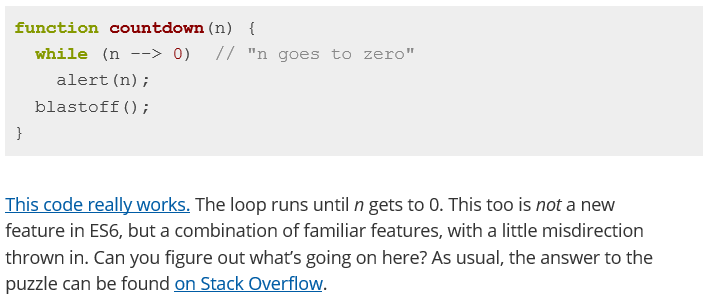 function countdown(n) {
  while (n --> 0)  // "n goes to zero"
    alert(n);
  blastoff();
}
This code really works. The loop runs until n gets to 0. This too is not a new
feature in ES6, but a combination of familiar features, with a little misdirection
thrown in. Can you figure out what’s going on here? As usual, the answer to the
puzzle can be found on Stack Overflow.